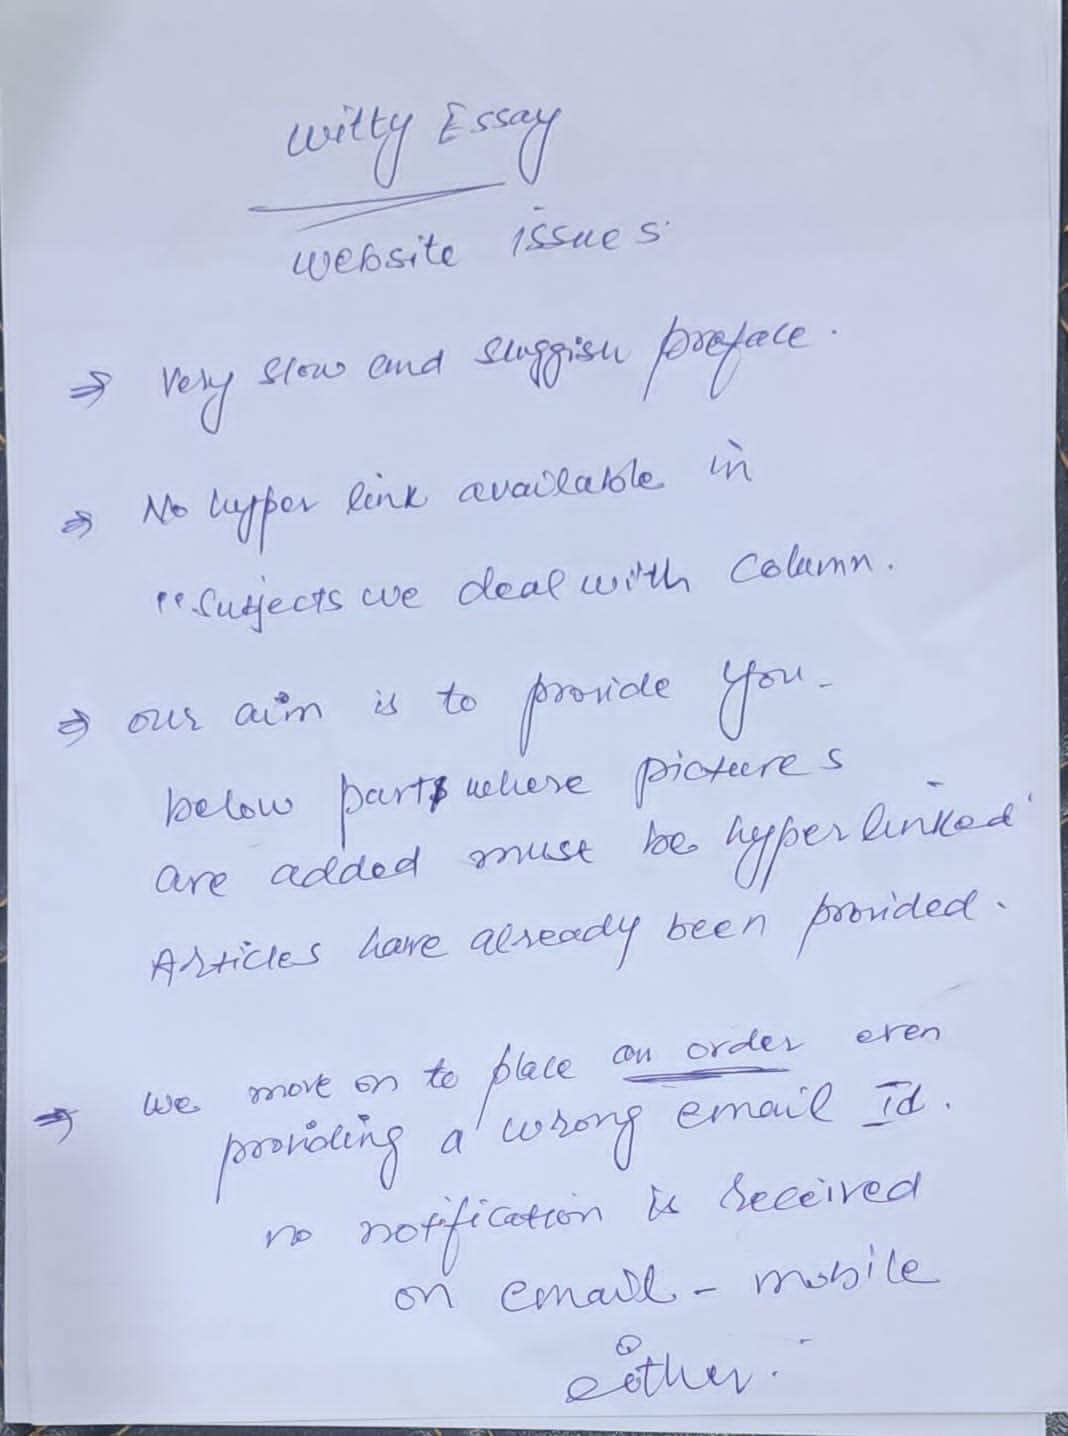 Witty Essay
website issues
⇒ Very slow and sluggish preface.
⇒ No hyper link available in
"Subjects we deal with column.
⇒ our aim is to provide you -
below parts where pictures
are added must be hyperlinked
Articles have already been provided.
⇒ we move on to place an order even
providing a wrong email Id.
no notification is received
on email - mobile
either.